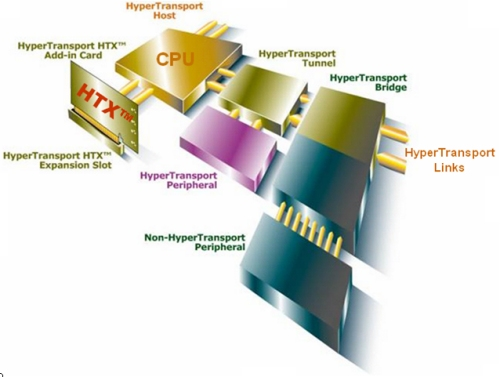 HyperTransport
Host
HyperTransport HTX™
Add-in Card
CPU
HyperTransport
Tunnel
HyperTransport
Bridge
HTX™
HyperTransport HTX™
Expansion Slot
HyperTransport
Peripheral
HyperTransport
Links
Non-HyperTransport
Peripheral